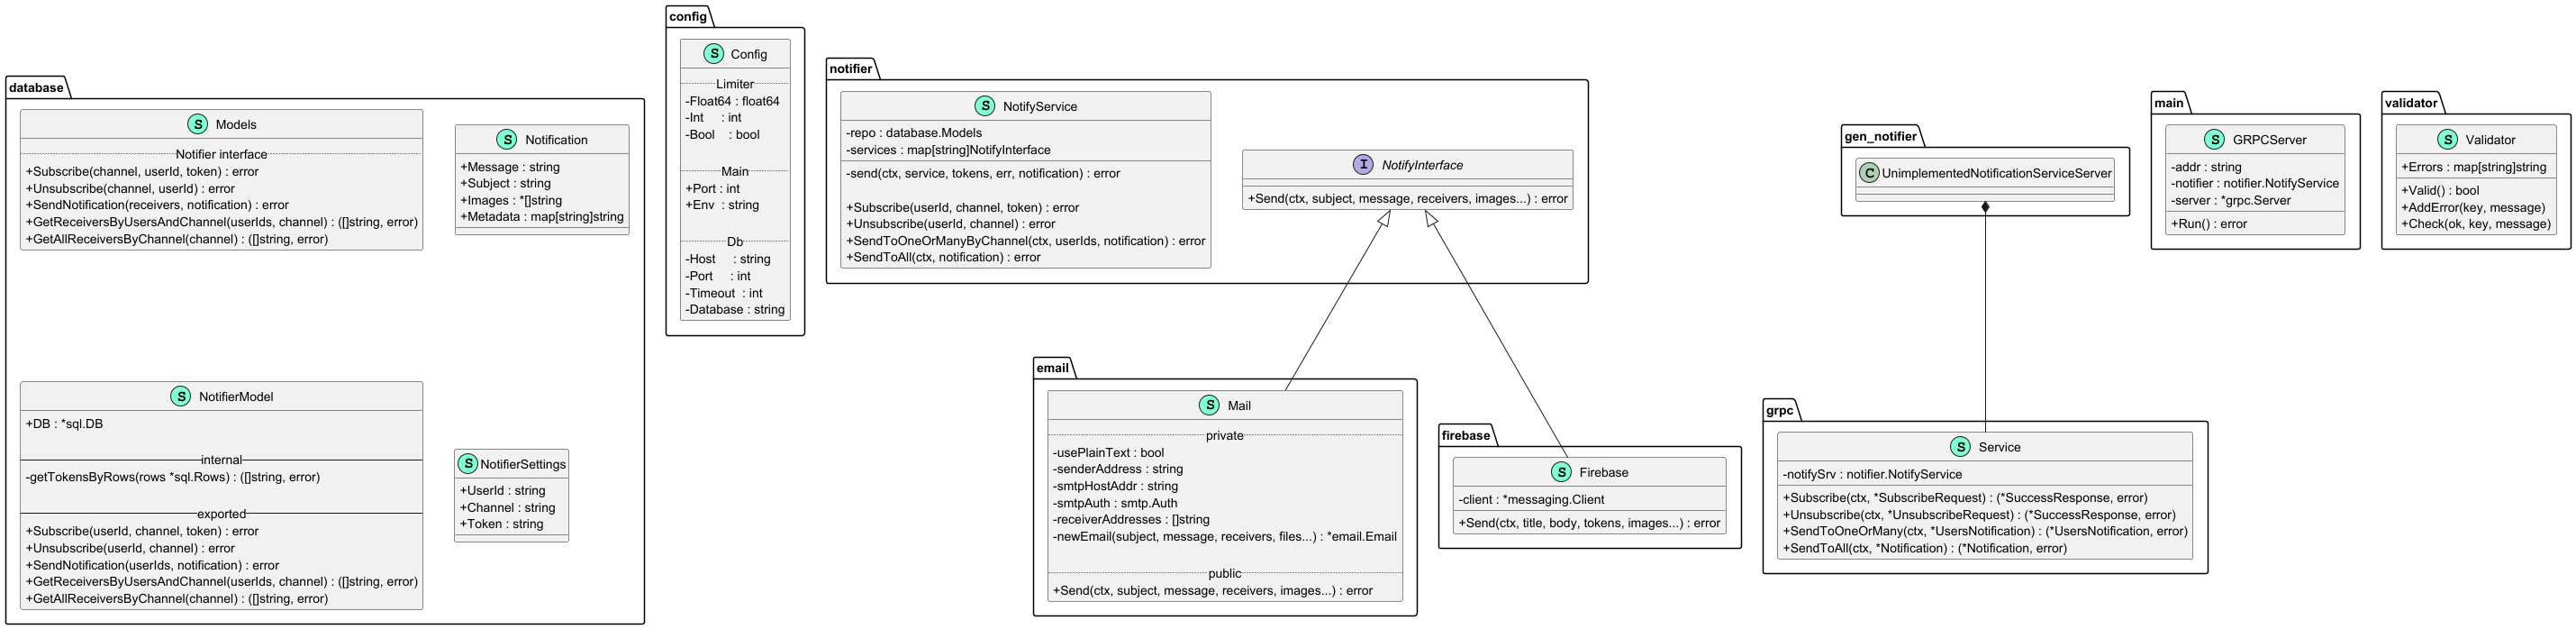 database
S Models
Notifier interface
+Subscribe(channel, userId, token) : error
+Unsubscribe(channel, userId) : error
+SendNotification(receivers, notification) : error
+GetReceiversByUsersAndChannel(userIds, channel) : ([]string, error)
+GetAllReceiversByChannel(channel) : ([]string, error)
S Notification
+Message : string
+Subject : string
+Images : *[]string
+Metadata : map[string]string
S NotifierModel
+DB : *sql.DB
internal
-getTokensByRows(rows *sql.Rows) : ([]string, error)
exported
+Subscribe(userId, channel, token) : error
+Unsubscribe(userId, channel) : error
+SendNotification(userIds, notification) : error
+GetReceiversByUsersAndChannel(userIds, channel) : ([]string, error)
+GetAllReceiversByChannel(channel) : ([]string, error)
S NotifierSettings
+UserId : string
+Channel : string
+Token : string
config
S Config
Limiter
-Float64 : float64
-Int : int
-Bool : bool
Main
+Port : int
+Env : string
Db
-Host : string
-Port : int
-Timeout : int
-Database : string
notifier
S NotifyService
-repo : database.Models
-services : map[string]NotifyInterface
-send(ctx, service, tokens, err, notification) : error
+Subscribe(userId, channel, token) : error
+Unsubscribe(userId, channel) : error
+SendToOneOrManyByChannel(ctx, userIds, notification) : error
+SendToAll(ctx, notification) : error
I NotifyInterface
+Send(ctx, subject, message, receivers, images...) : error
email
S Mail
private
-usePlainText : bool
-senderAddress : string
-smtpHostAddr : string
-smtpAuth : smtp.Auth
-receiverAddresses : []string
-newEmail(subject, message, receivers, files...) : *email.Email
public
+Send(ctx, subject, message, receivers, images...) : error
firebase
S Firebase
-client : *messaging.Client
+Send(ctx, title, body, tokens, images...) : error
gen_notifier
C UnimplementedNotificationServiceServer
grpc
S Service
-notifySrv : notifier.NotifyService
+Subscribe(ctx, *SubscribeRequest) : (*SuccessResponse, error)
+Unsubscribe(ctx, *UnsubscribeRequest) : (*SuccessResponse, error)
+SendToOneOrMany(ctx, *UsersNotification) : (*UsersNotification, error)
+SendToAll(ctx, *Notification) : (*Notification, error)
main
S GRPCServer
-addr : string
-notifier : notifier.NotifyService
-server : *grpc.Server
+Run() : error
validator
S Validator
+Errors : map[string]string
+Valid() : bool
+AddError(key, message)
+Check(ok, key, message)